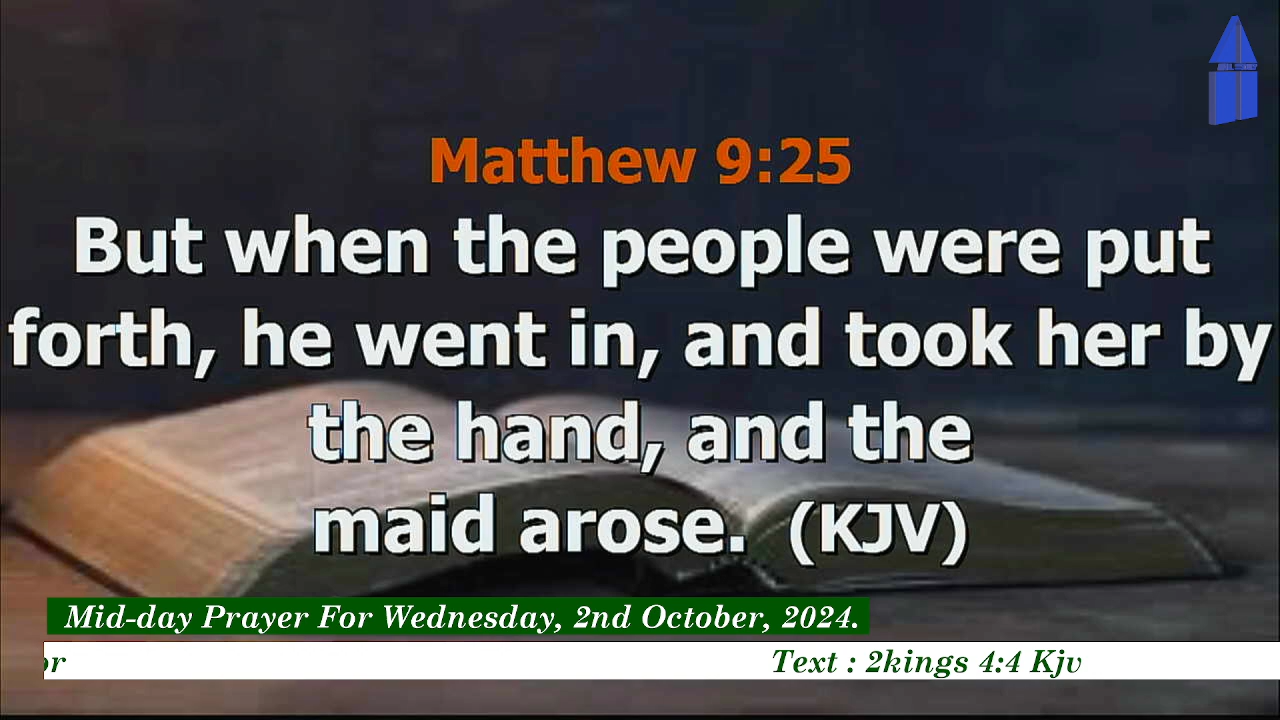 Matthew 9:25
But when the people were put
forth, he went in, and took her by
the hand, and the
maid arose. (KJV)
Mid-day Prayer For Wednesday, 2nd October, 2024.
or Text : 2kings 4:4 Kjv